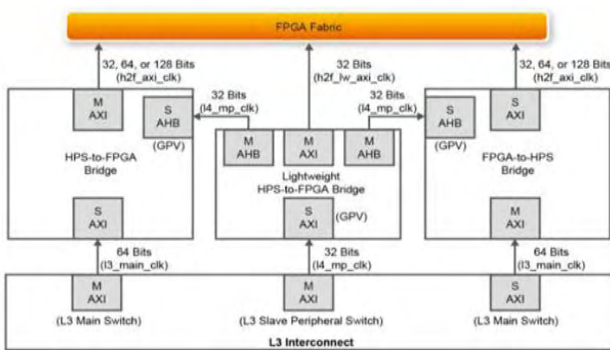 FPGA Fabric
32, 64, or 128 Bits
(h2f_axi_clk)
32 Bits
(h2f_lw_axi_clk)
32, 64, or 128 Bits
(h2f_axi_clk)
M
AXI
S
AHB
(GPV)
32 Bits
(l4_mp_clk)
32 Bits
(l4_mp_clk)
S
AHB
(GPV)
S
AXI
HPS-to-FPGA
Bridge
M
AHB
M
AXI
M
AHB
FPGA-to-HPS
Bridge
Lightweight
HPS-to-FPGA Bridge
S
AXI
S
AXI
(GPV)
M
AXI
64 Bits
(l3_main_clk)
32 Bits
(l4_mp_clk)
64 Bits
(l3_main_clk)
M
AXI
M
AXI
S
AXI
(L3 Main Switch)
(L3 Slave Peripheral Switch)
(L3 Main Switch)
L3 Interconnect